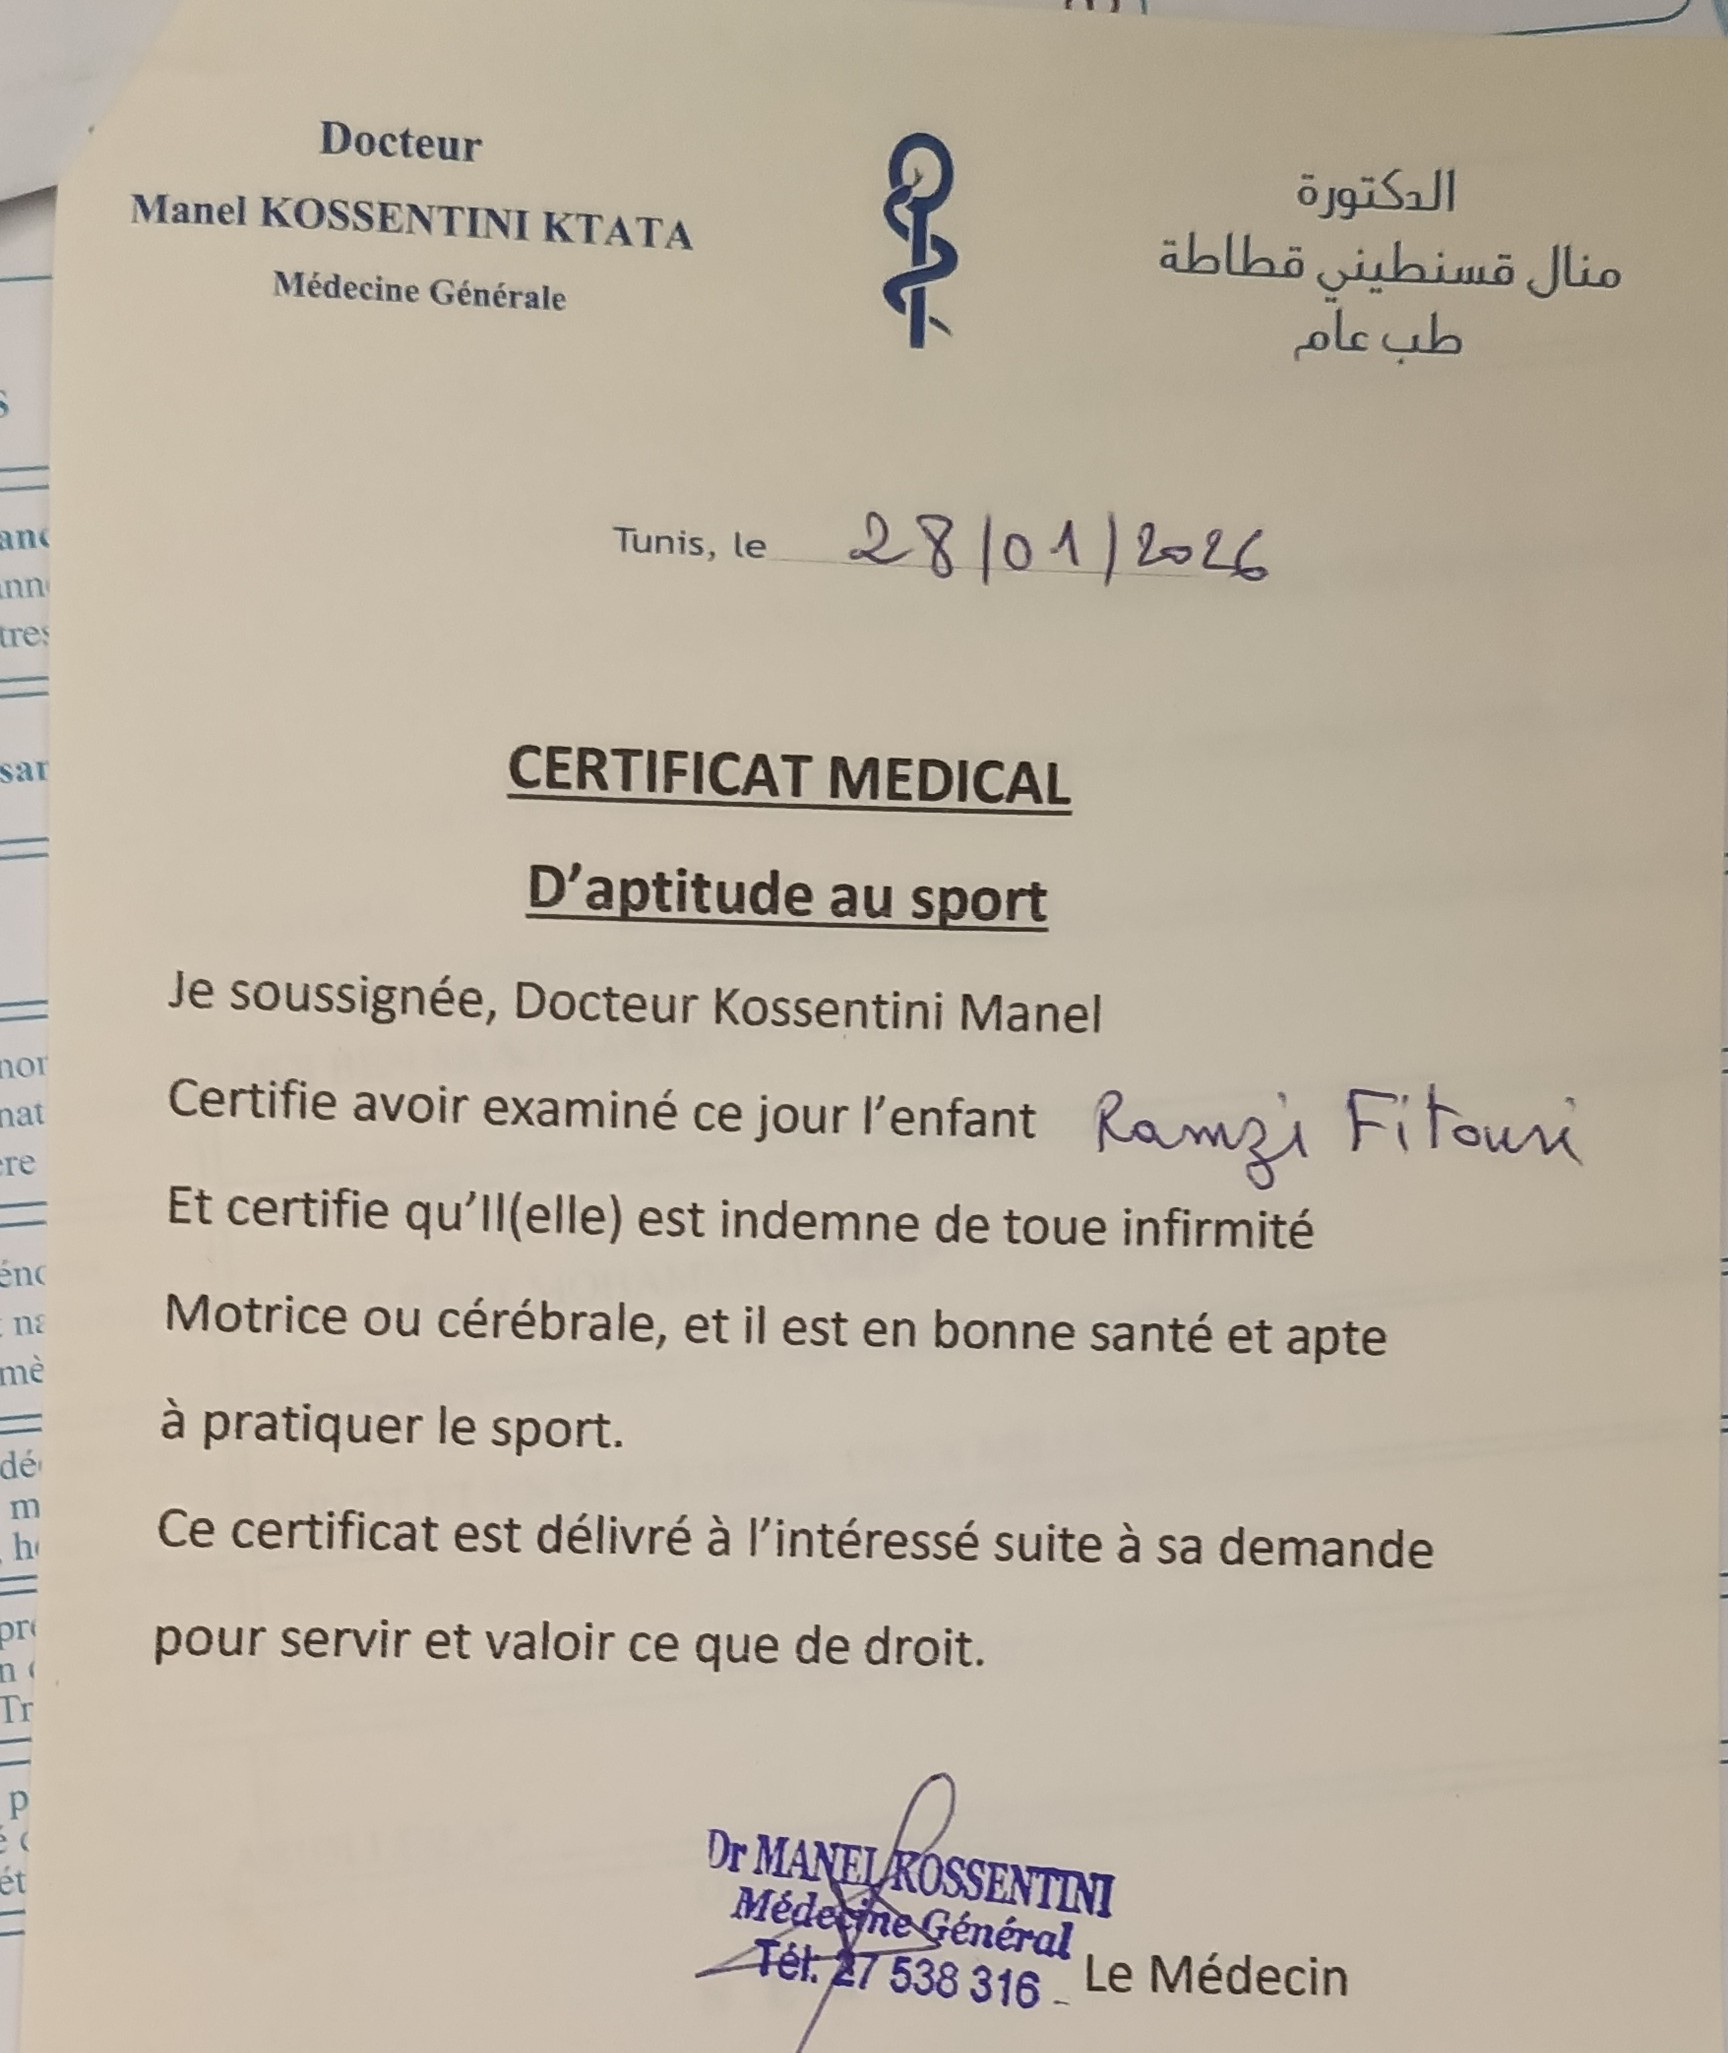 Docteur
Manel KOSSENTINI KTATA
Médecine Générale
الدكتورة
منال قسنطيني قطاطة
طب عام
Tunis, le 28/01/2026
CERTIFICAT MEDICAL
D'aptitude au sport
Je soussignée, Docteur Kossentini Manel
Certifie avoir examiné ce jour l'enfant Ramzi Fitouri
Et certifie qu'Il(elle) est indemne de toue infirmité
Motrice ou cérébrale, et il est en bonne santé et apte
à pratiquer le sport.
Ce certificat est délivré à l'intéressé suite à sa demande
pour servir et valoir ce que de droit.
Dr MANEL KOSSENTINI
Médecine Général
Tél: 27 538 316
Le Médecin